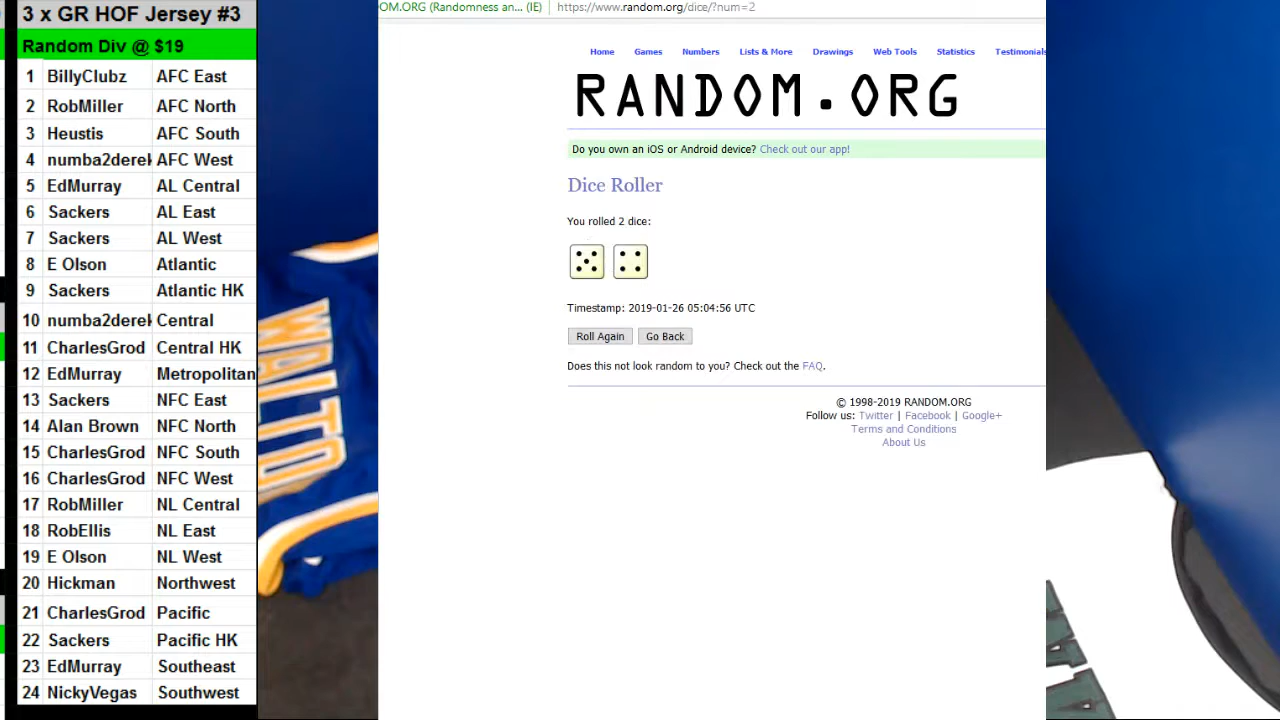 3 x GR HOF Jersey #3
Random Div @ $19
1 BillyClubz AFC East
2 RobMiller AFC North
3 Heustis AFC South
4 numba2derek AFC West
5 EdMurray AL Central
6 Sackers AL East
7 Sackers AL West
8 E Olson Atlantic
9 Sackers Atlantic HK
10 numba2derek Central
11 CharlesGrod Central HK
12 EdMurray Metropolitan
13 Sackers NFC East
14 Alan Brown NFC North
15 CharlesGrod NFC South
16 CharlesGrod NFC West
17 RobMiller NL Central
18 RobEllis NL East
19 E Olson NL West
20 Hickman Northwest
21 CharlesGrod Pacific
22 Sackers Pacific HK
23 EdMurray Southeast
24 NickyVegas Southwest
WALTO
OM.ORG (Randomness an... (IE) https://www.random.org/dice/?num=2
Home Games Numbers Lists & More Drawings Web Tools Statistics Testimonials
RANDOM.ORG
Do you own an iOS or Android device? Check out our app!
Dice Roller
You rolled 2 dice:
Timestamp: 2019-01-26 05:04:56 UTC
Roll Again Go Back
Does this not look random to you? Check out the FAQ.
© 1998-2019 RANDOM.ORG
Follow us: Twitter | Facebook | Google+
Terms and Conditions
About Us